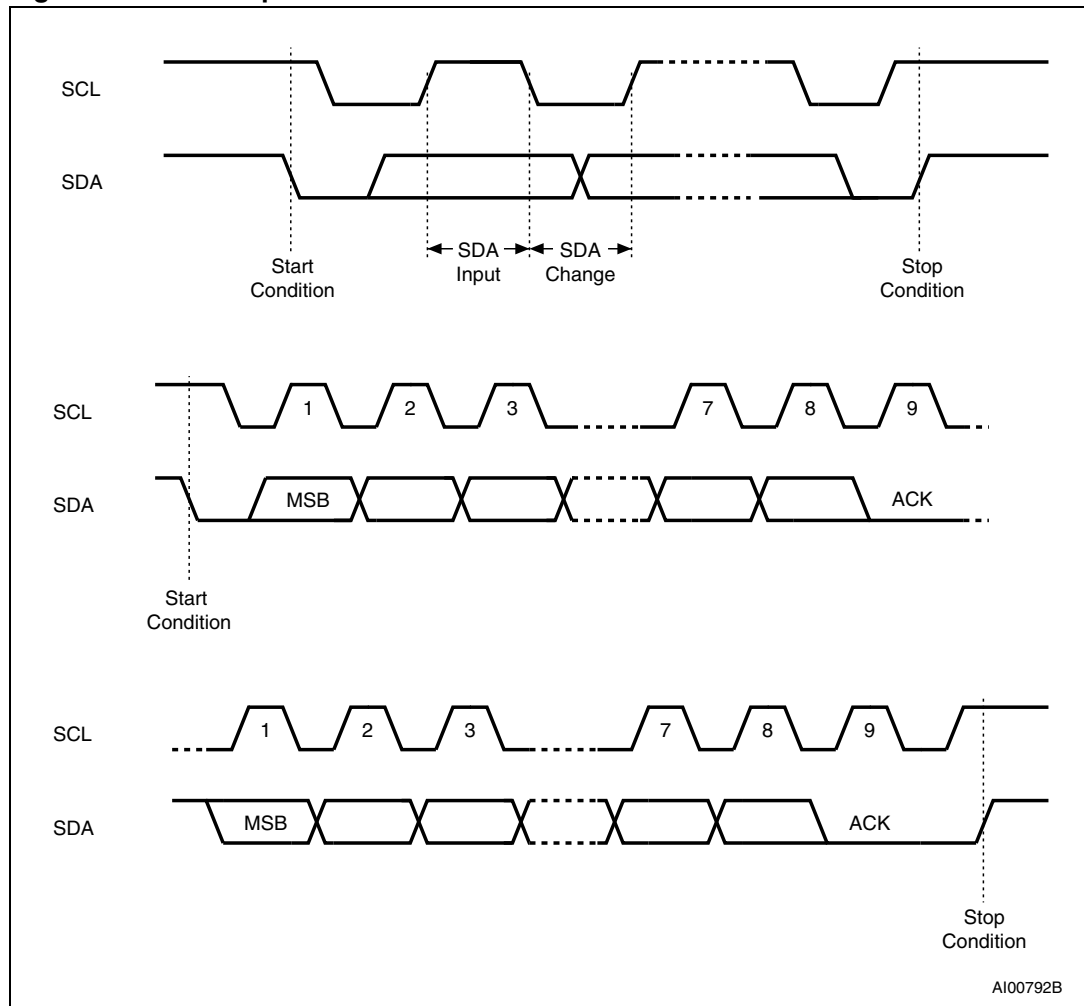 SCL
SDA
SDA
Input
SDA
Change
Start
Condition
Stop
Condition
SCL
1 2 3 7 8 9
SDA
MSB ACK
Start
Condition
SCL
1 2 3 7 8 9
SDA
MSB ACK
Stop
Condition
AI00792B